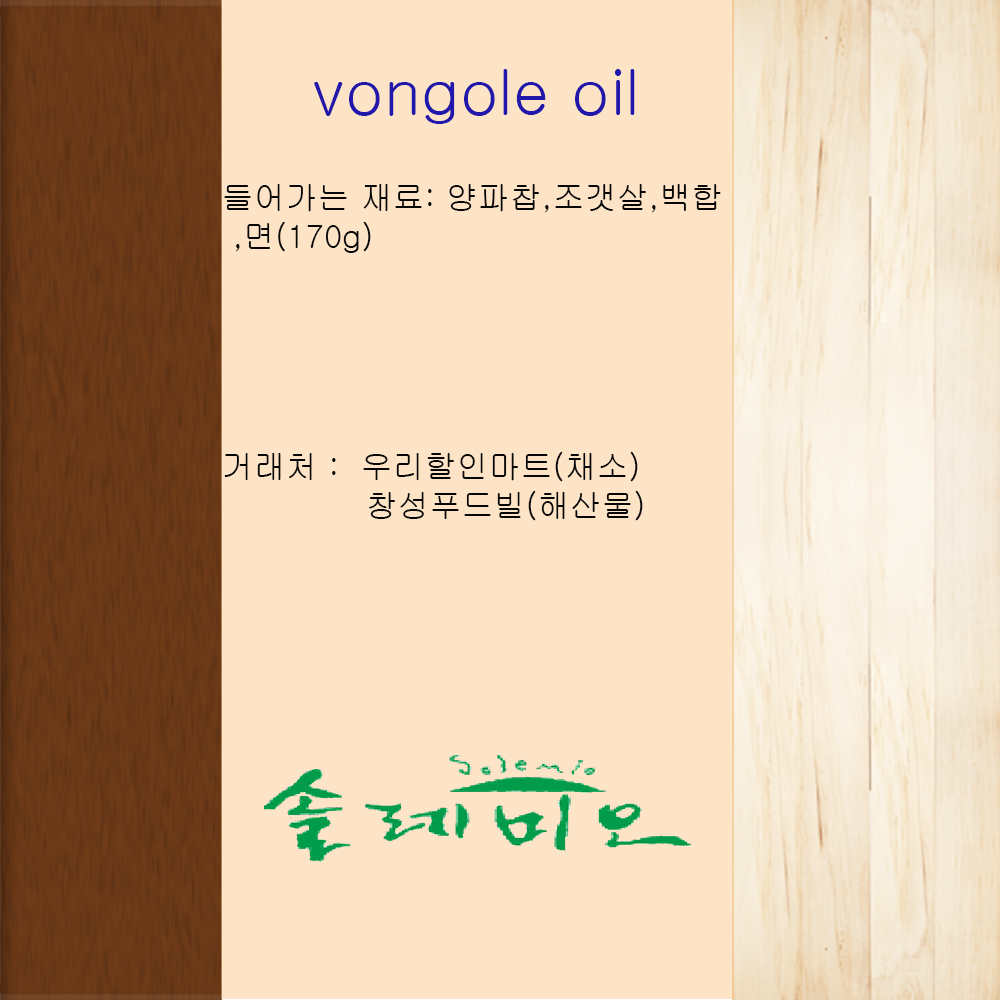 vongole oil
들어가는 재료: 양파찹,조갯살,백합
,면(170g)
거래처 : 우리할인마트(채소)
창성푸드빌(해산물)
Solemio
솔레미오